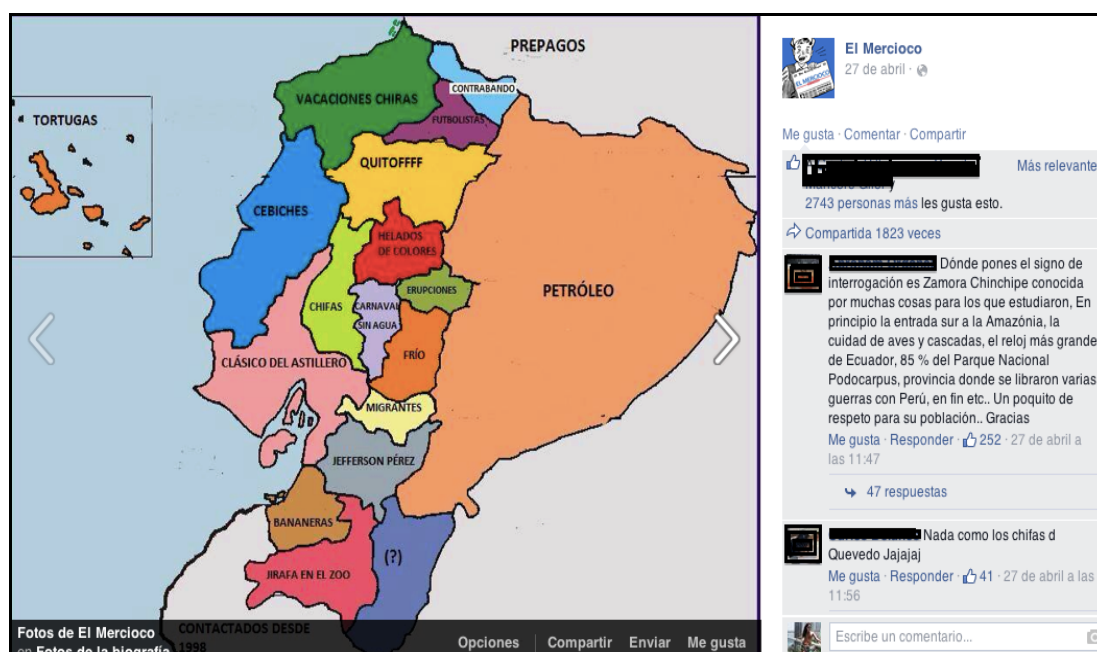 PREPAGOS
CONTRABANDO
VACACIONES CHIRAS
FUTBOLISTAS
TORTUGAS
QUITOFFFF
CEBICHES
HELADOS
DE COLORES
ERUPCIONES
PETRÓLEO
CHIFAS
CARNAVAL
SIN AGUA
FRÍO
CLÁSICO DEL ASTILLERO
MIGRANTES
JEFFERSON PÉREZ
BANANERAS
(?)
JIRAFA EN EL ZOO
CONTACTADOS DESDE
1998
Fotos de El Mercioco
en Fotos de la biografía
Opciones Compartir Enviar Me gusta
El Mercioco
27 de abril ·
Me gusta · Comentar · Compartir
Más relevante
2743 personas más les gusta esto.
Compartida 1823 veces
Dónde pones el signo de
interrogación es Zamora Chinchipe conocida
por muchas cosas para los que estudiaron, En
principio la entrada sur a la Amazónia, la
cuidad de aves y cascadas, el reloj más grande
de Ecuador, 85 % del Parque Nacional
Podocarpus, provincia donde se libraron varias
guerras con Perú, en fin etc.. Un poquito de
respeto para su población.. Gracias
Me gusta · Responder · 252 · 27 de abril a
las 11:47
47 respuestas
Nada como los chifas d
Quevedo Jajajaj
Me gusta · Responder · 41 · 27 de abril a las
11:56
Escribe un comentario...